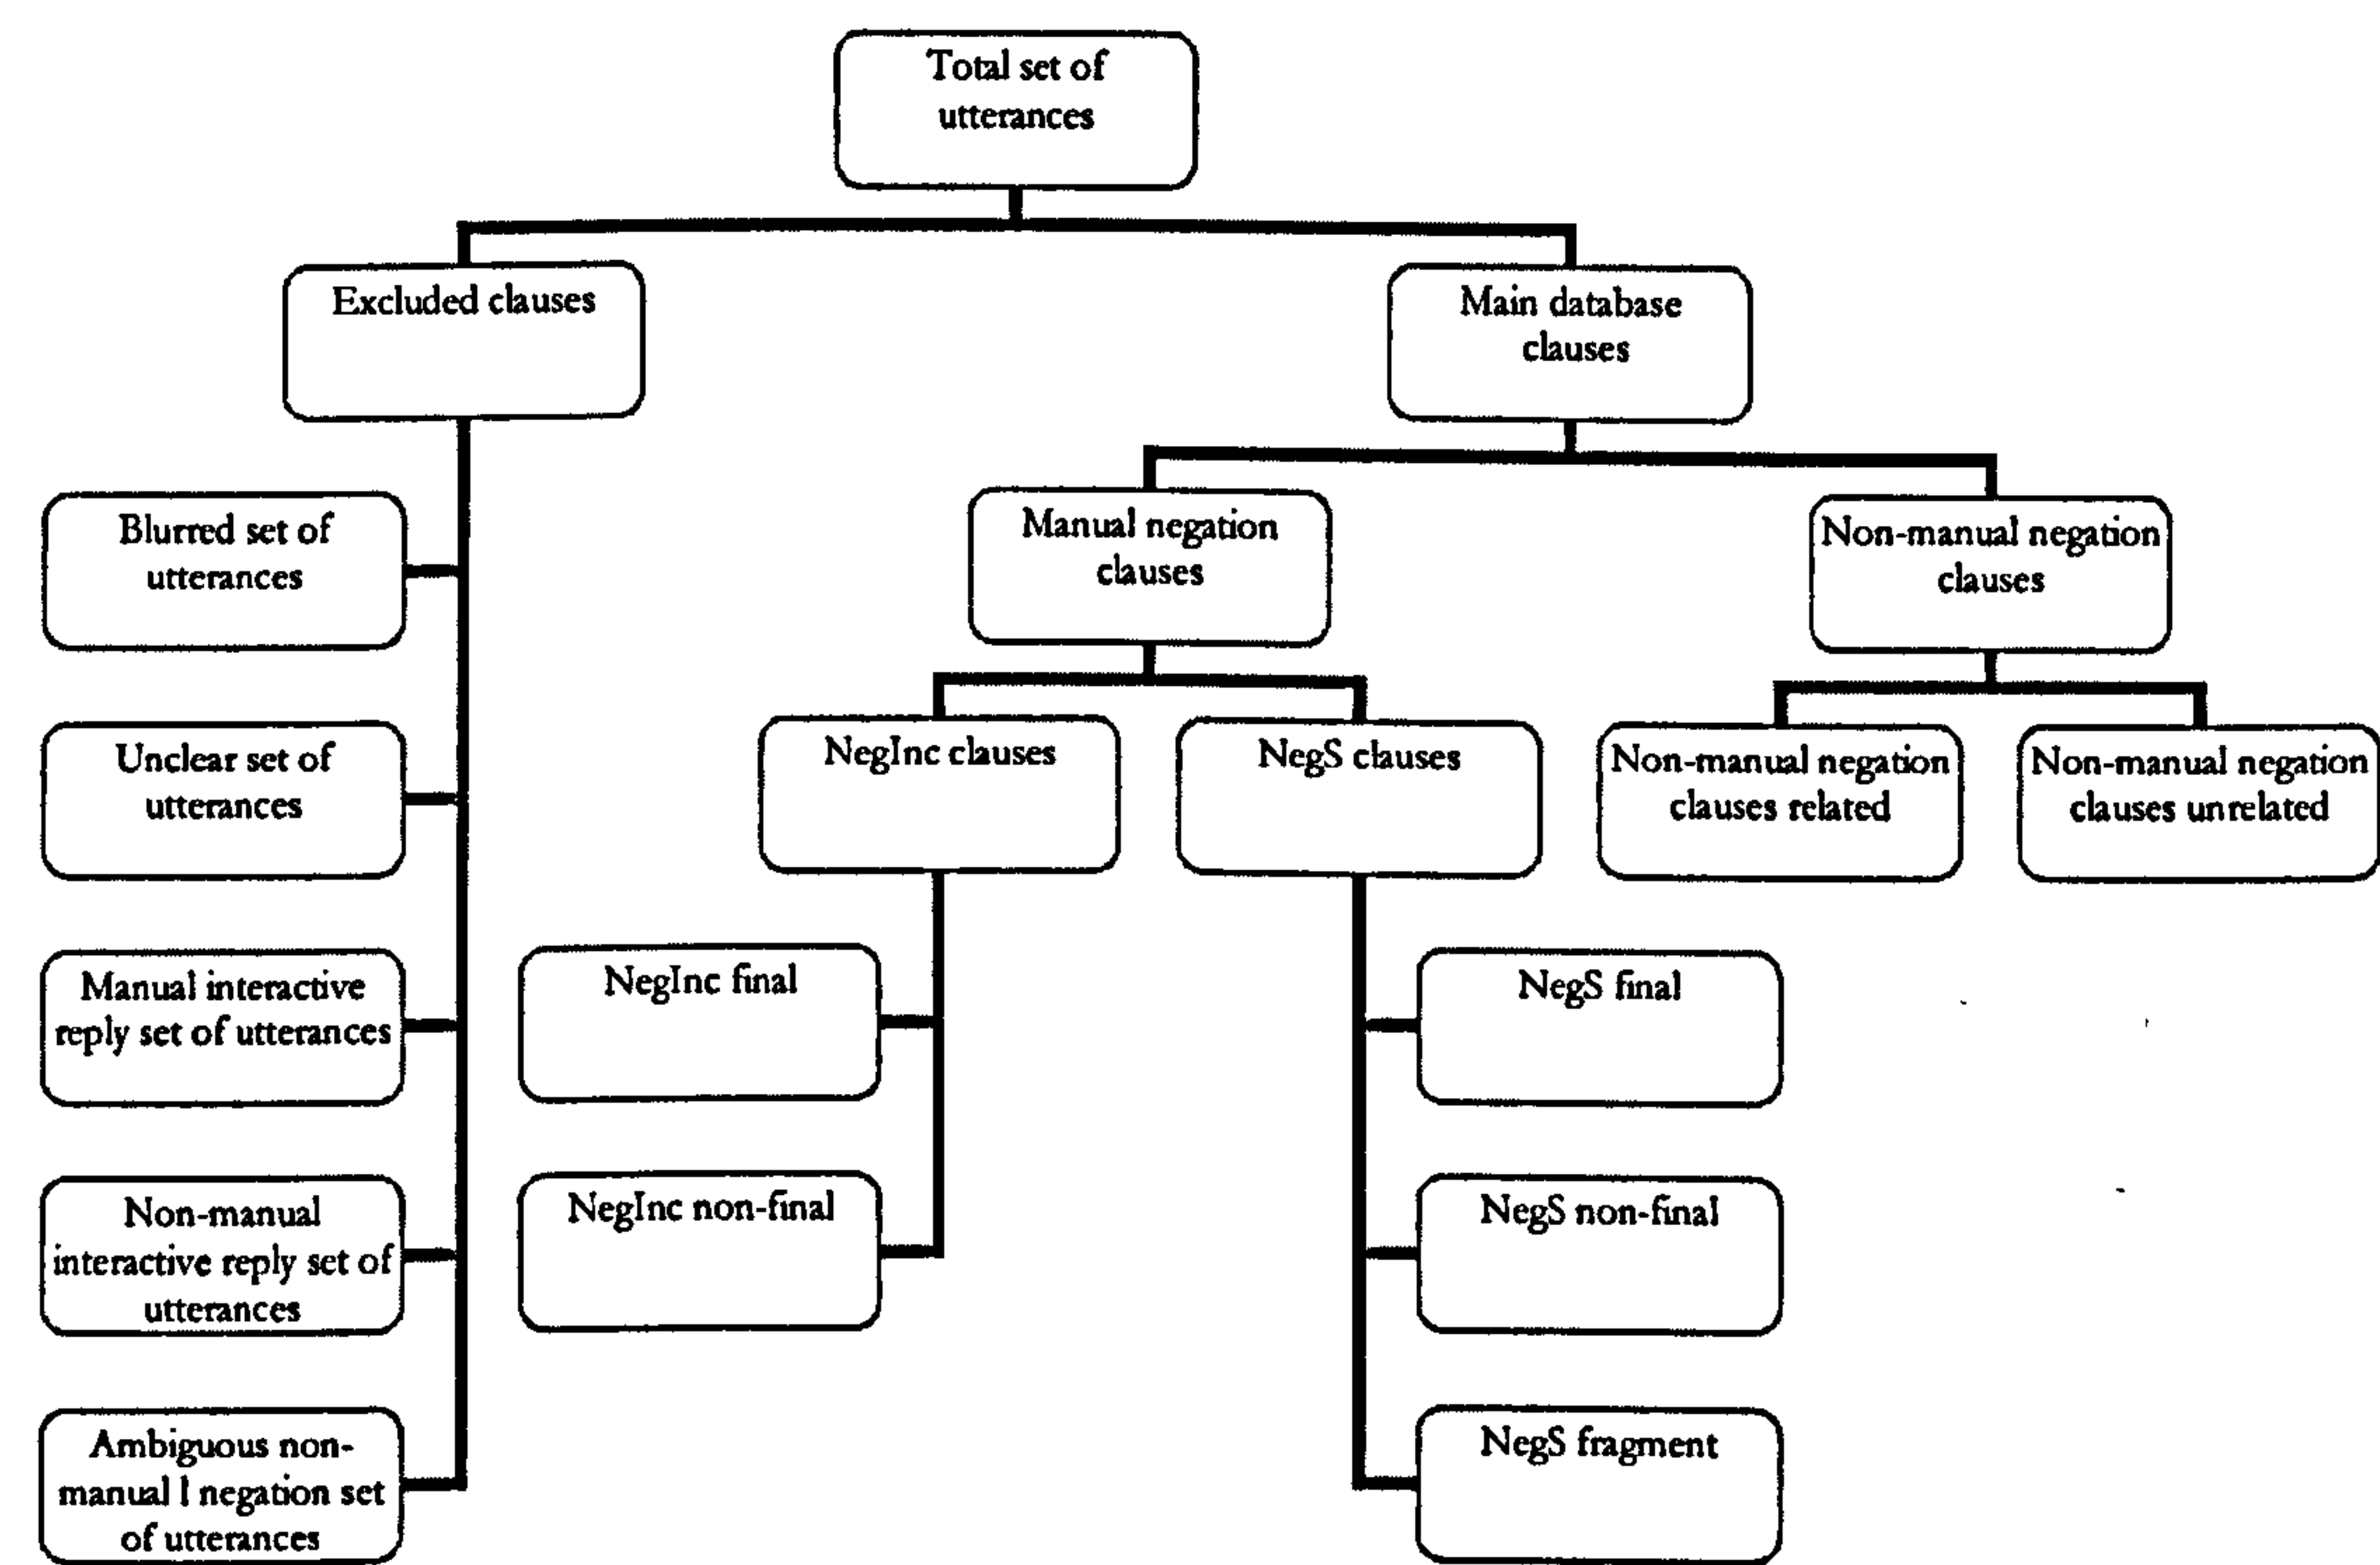 Total set of
utterances
Excluded clauses
Main database
clauses
Blurred set of
utterances
Manual negation
clauses
Non-manual negation
clauses
Unclear set of
utterances
NegInc clauses
NegS clauses
Non-manual negation
clauses related
Non-manual negation
clauses unrelated
Manual interactive
reply set of utterances
NegInc final
NegS final
Non-manual
interactive reply set of
utterances
NegInc non-final
NegS non-final
Ambiguous non-
manual l negation set
of utterances
NegS fragment